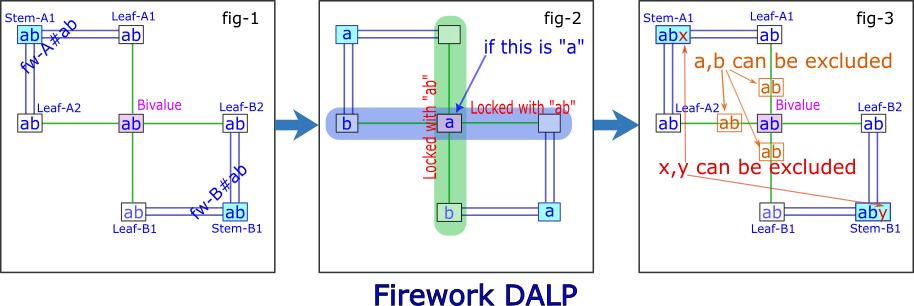 fig-1
Stem-A1
Leaf-A1
ab
ab
fw-A#ab
Leaf-A2
Bivalue
Leaf-B2
ab
ab
ab
fw-B#ab
ab
ab
Leaf-B1
Stem-B1
fig-2
a
if this is "a"
Locked with "ab"
Locked with "ab"
b
a
b
a
fig-3
Stem-A1
Leaf-A1
abx
ab
a,b can be excluded
ab
Leaf-A2
Bivalue
Leaf-B2
ab
ab
ab
ab
ab
x,y can be excluded
ab
aby
Leaf-B1
Stem-B1
Firework DALP